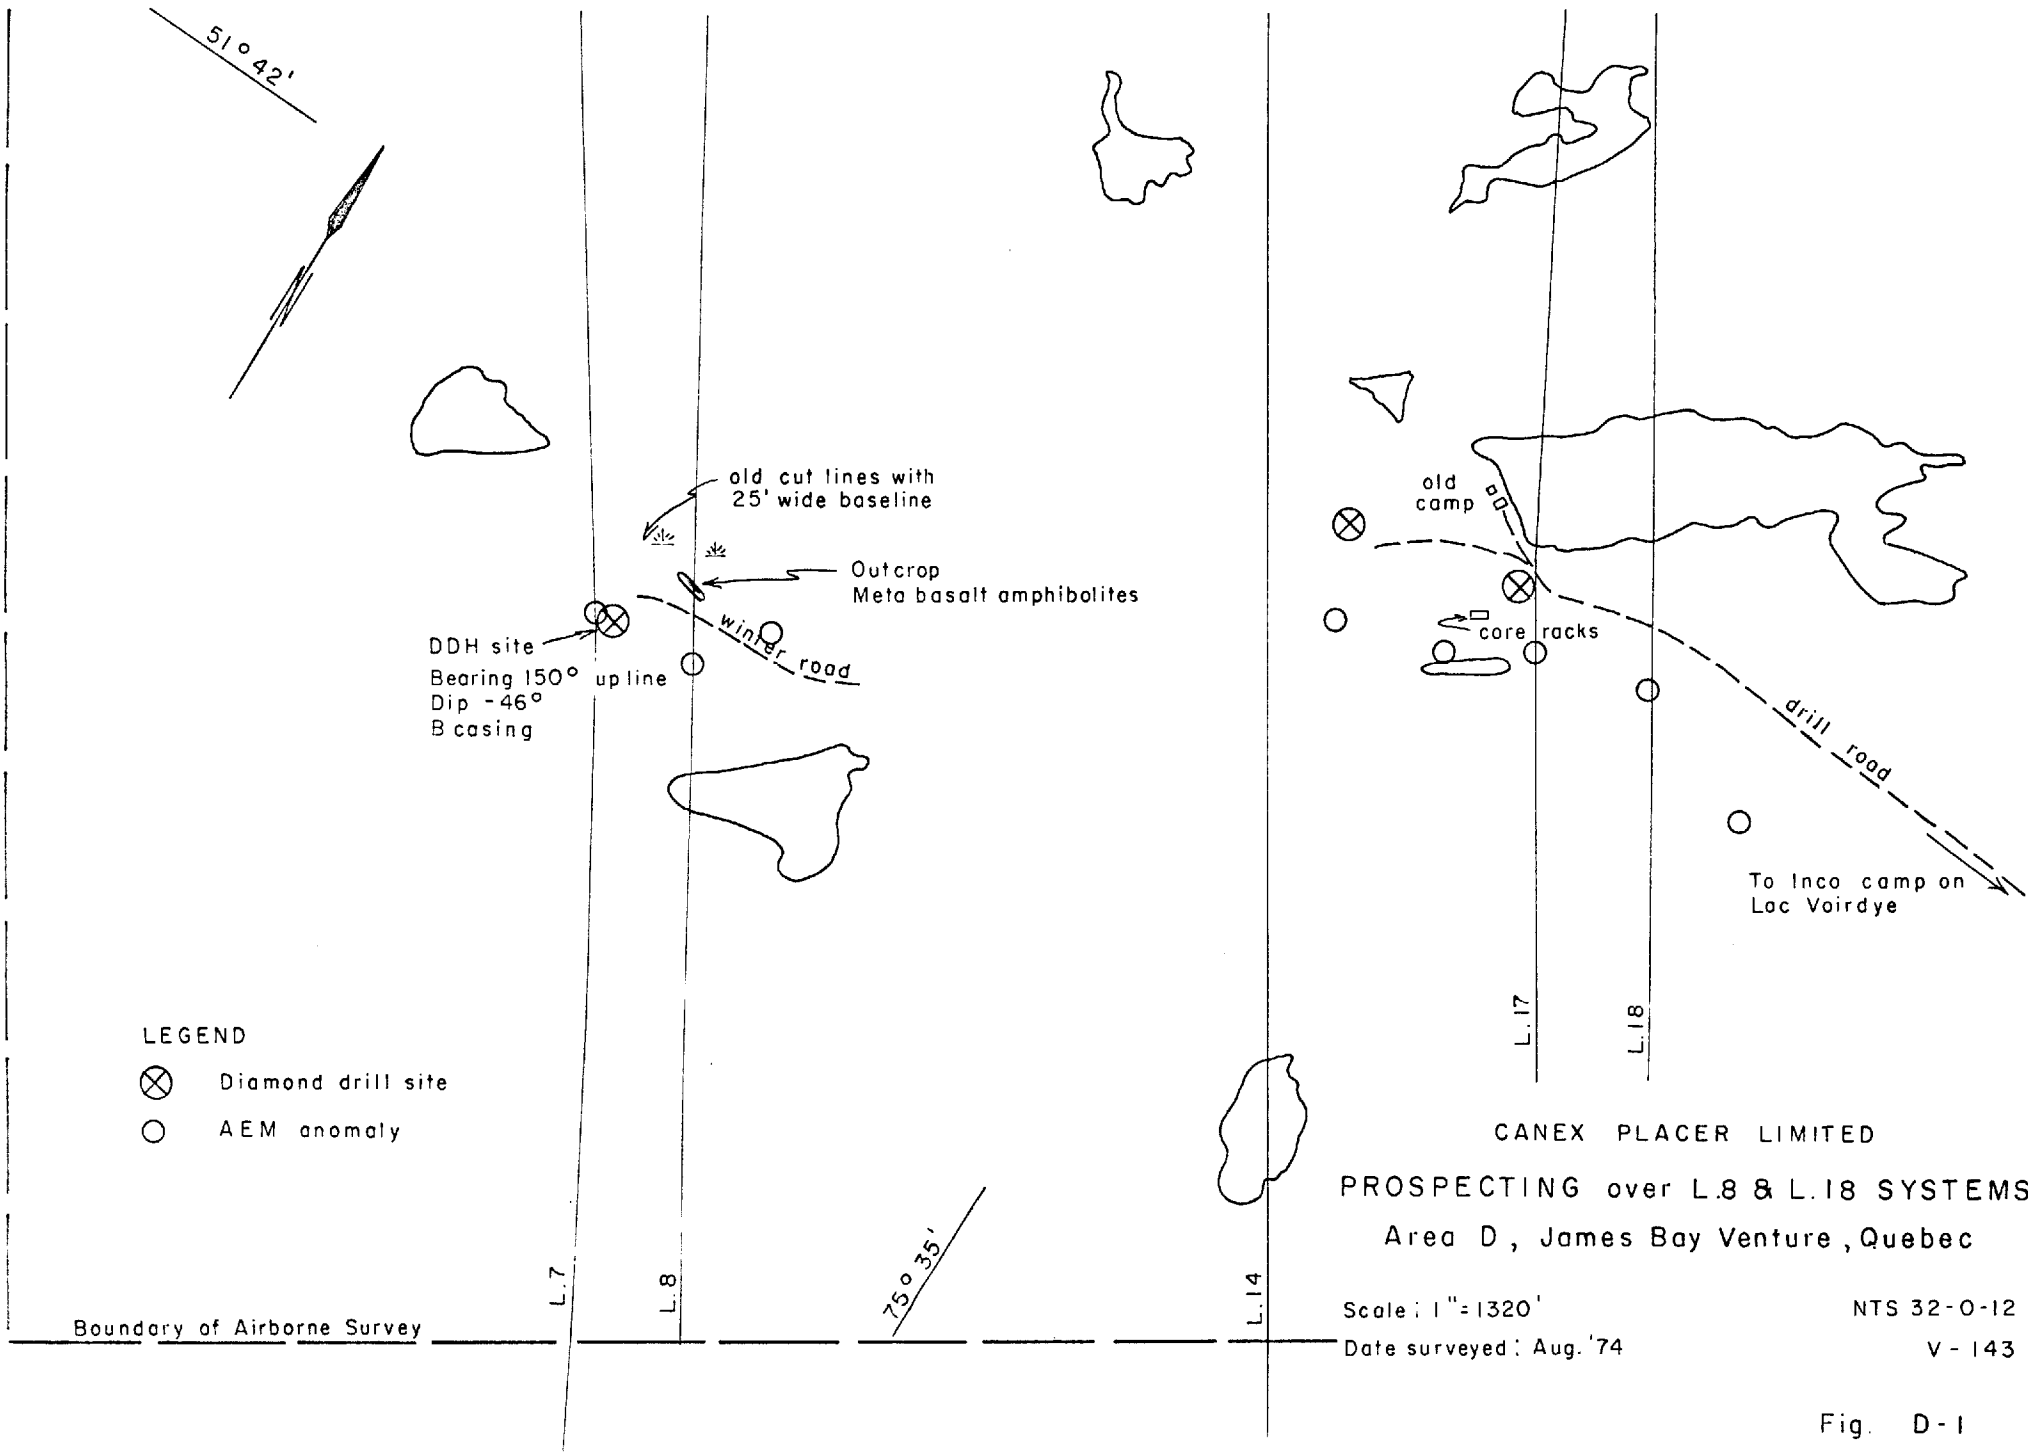 51° 42'
old cut lines with
25' wide baseline
Outcrop
Meta basalt amphibolites
winter road
DDH site
Bearing 150° up line
Dip -46°
B casing
old
camp
core racks
drill road
To Inco camp on
Lac Voirdye
LEGEND
Diamond drill site
AEM anomaly
L.7
L.8
75° 35'
L.14
L.17
L.18
Boundary of Airborne Survey
CANEX PLACER LIMITED
PROSPECTING over L.8 & L.18 SYSTEMS
Area D, James Bay Venture, Quebec
Scale: 1"=1320'
NTS 32-O-12
Date surveyed: Aug. '74
V-143
Fig. D-1